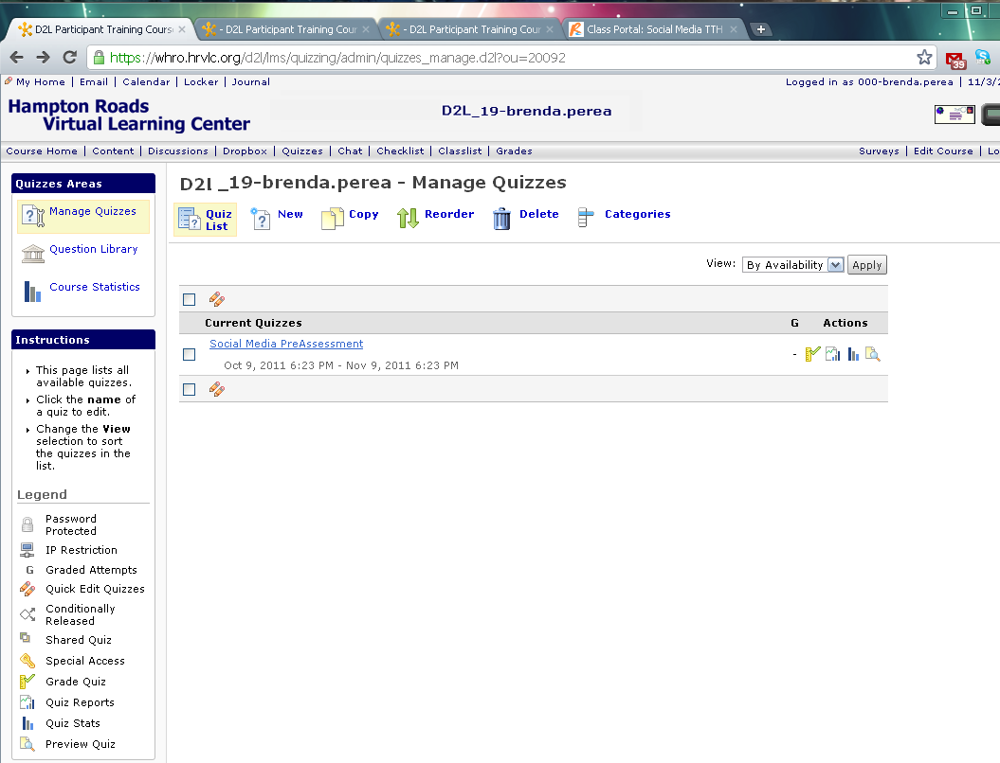 D2L Participant Training Cours
- D2L Participant Training Cour
- D2L Participant Training Cour
Class Portal: Social Media TTH
https://whro.hrvlc.org/d2l/lms/quizzing/admin/quizzes_manage.d2l?ou=20092
39
My Home | Email | Calendar | Locker | Journal
Logged in as 000-brenda.perea | 11/3/2
Hampton Roads
Virtual Learning Center
D2L_19-brenda.perea
Course Home | Content | Discussions | Dropbox | Quizzes | Chat | Checklist | Classlist | Grades
Surveys | Edit Course | Lo
Quizzes Areas
Manage Quizzes
Question Library
Course Statistics
Instructions
This page lists all
available quizzes.
Click the name of
a quiz to edit.
Change the View
selection to sort
the quizzes in the
list.
Legend
Password
Protected
IP Restriction
G Graded Attempts
Quick Edit Quizzes
Conditionally
Released
Shared Quiz
Special Access
Grade Quiz
Quiz Reports
Quiz Stats
Preview Quiz
D2L_19-brenda.perea - Manage Quizzes
Quiz
List
New
Copy
Reorder
Delete
Categories
View: By Availability Apply
Current Quizzes G Actions
Social Media PreAssessment
-
Oct 9, 2011 6:23 PM - Nov 9, 2011 6:23 PM